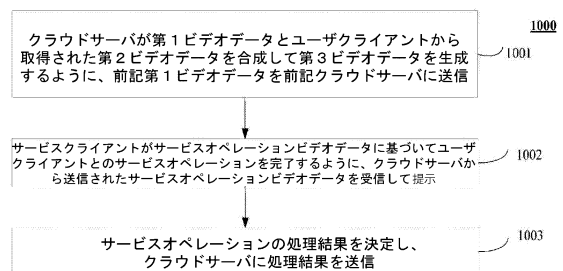 1000
クラウドサーバが第１ビデオデータとユーザクライアントから
取得された第２ビデオデータを合成して第３ビデオデータを生成
するように、前記第１ビデオデータを前記クラウドサーバに送信
1001
サービスクライアントがサービスオペレーションビデオデータに基づいてユーザ
クライアントとのサービスオペレーションを完了するように、クラウドサーバか
ら送信されたサービスオペレーションビデオデータを受信して提示
1002
サービスオペレーションの処理結果を決定し、
クラウドサーバに処理結果を送信
1003